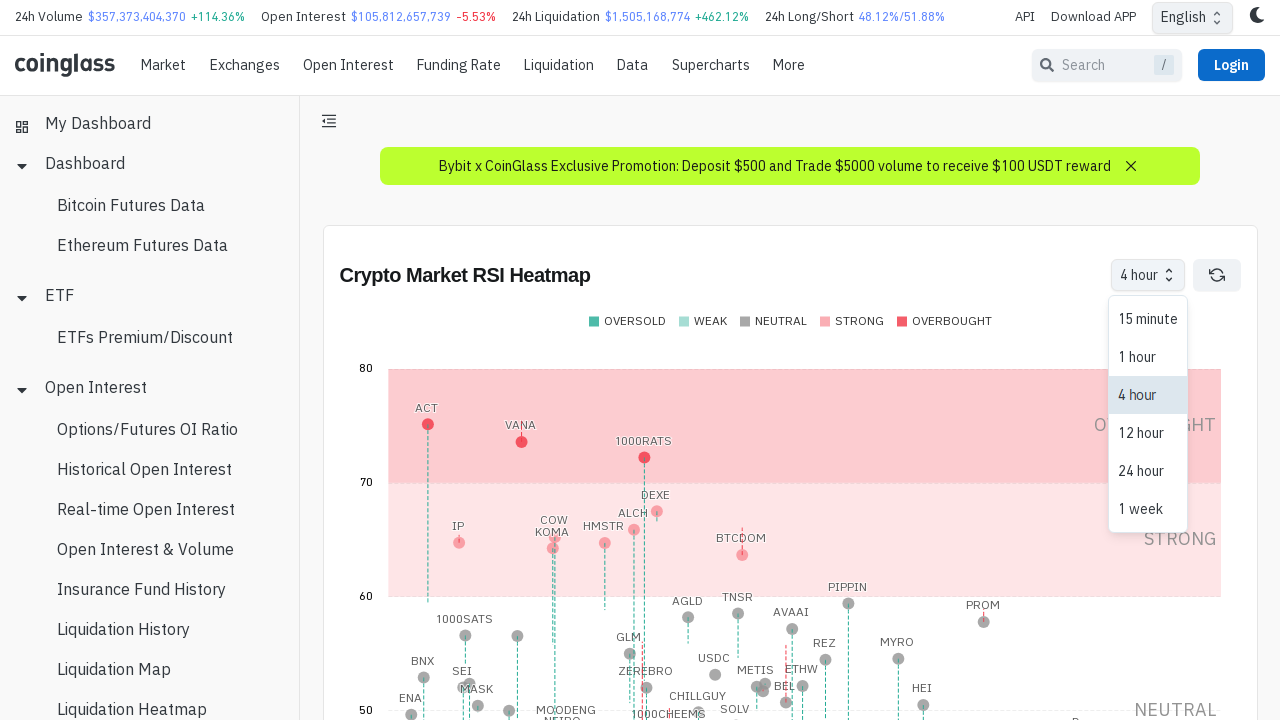 24h Volume $357,373,404,370 +114.36% Open Interest $105,812,657,739 -5.53% 24h Liquidation $1,505,168,774 +462.12% 24h Long/Short 48.12%/51.88% API Download APP English
coinglass Market Exchanges Open Interest Funding Rate Liquidation Data Supercharts More Search / Login
My Dashboard
Dashboard
Bitcoin Futures Data
Ethereum Futures Data
ETF
ETFs Premium/Discount
Open Interest
Options/Futures OI Ratio
Historical Open Interest
Real-time Open Interest
Open Interest & Volume
Insurance Fund History
Liquidation History
Liquidation Map
Liquidation Heatmap
Bybit x CoinGlass Exclusive Promotion: Deposit $500 and Trade $5000 volume to receive $100 USDT reward
Crypto Market RSI Heatmap
4 hour
15 minute
1 hour
4 hour
12 hour
24 hour
1 week
OVERSOLD WEAK NEUTRAL STRONG OVERBOUGHT
80
ACT
VANA
1000RATS
70
DEXE
ALCH
IP
COW
HMSTR
KOMA
BTCDOM
STRONG
60
PIPPIN
TNSR
AGLD
PROM
AVAAI
1000SATS
GLM
REZ
MYRO
BNX
USDC
SEI
ZEREBRO
METIS
ETHW
MASK
BEL
HEI
ENA
CHILLGUY
MOODENG
SOLV
1000CHEEMS
50
NEUTRAL